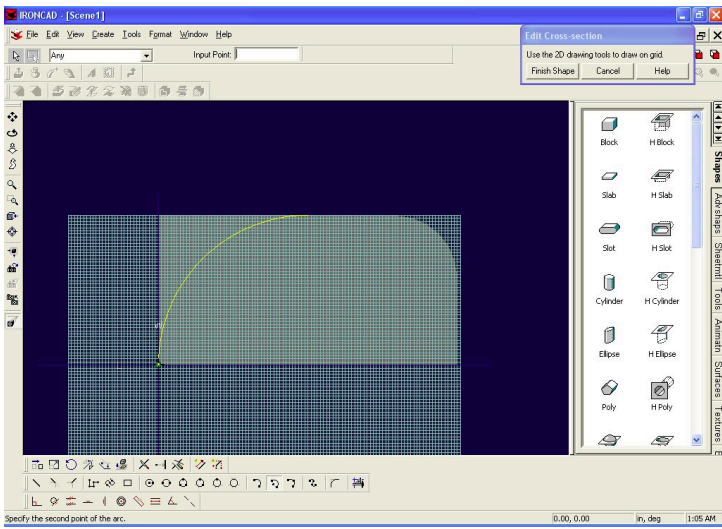 IRONCAD - [Scene1]
File Edit View Create Tools Format Window Help
Any
Input Point:
Edit Cross-section
Use the 2D drawing tools to draw on grid.
Finish Shape Cancel Help
Block H Block
Slab H Slab
Slot H Slot
Cylinder H Cylinder
Ellipse H Ellipse
Poly H Poly
Shapes
Adv shaps
Sheetmtl
Tools
Animatn
Surfaces
Textures
Specify the second point of the arc.
0.00, 0.00
in, deg
1:05 AM